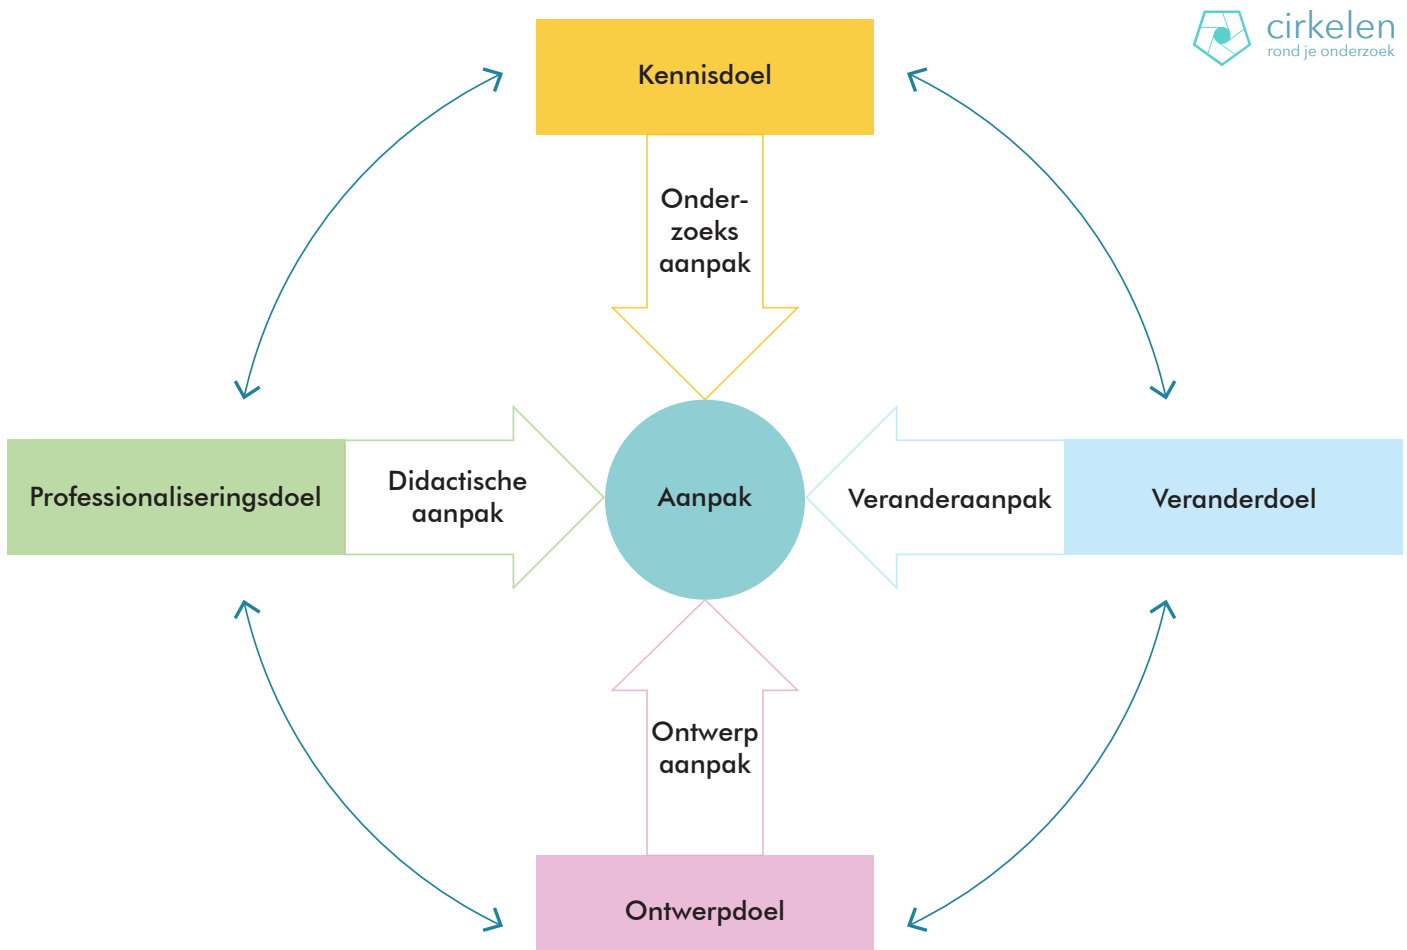 cirkelen
rond je onderzoek
Kennisdoel
Onder-
zoeks
aanpak
Professionaliseringsdoel
Didactische
aanpak
Aanpak
Veranderaanpak
Veranderdoel
Ontwerp
aanpak
Ontwerpdoel